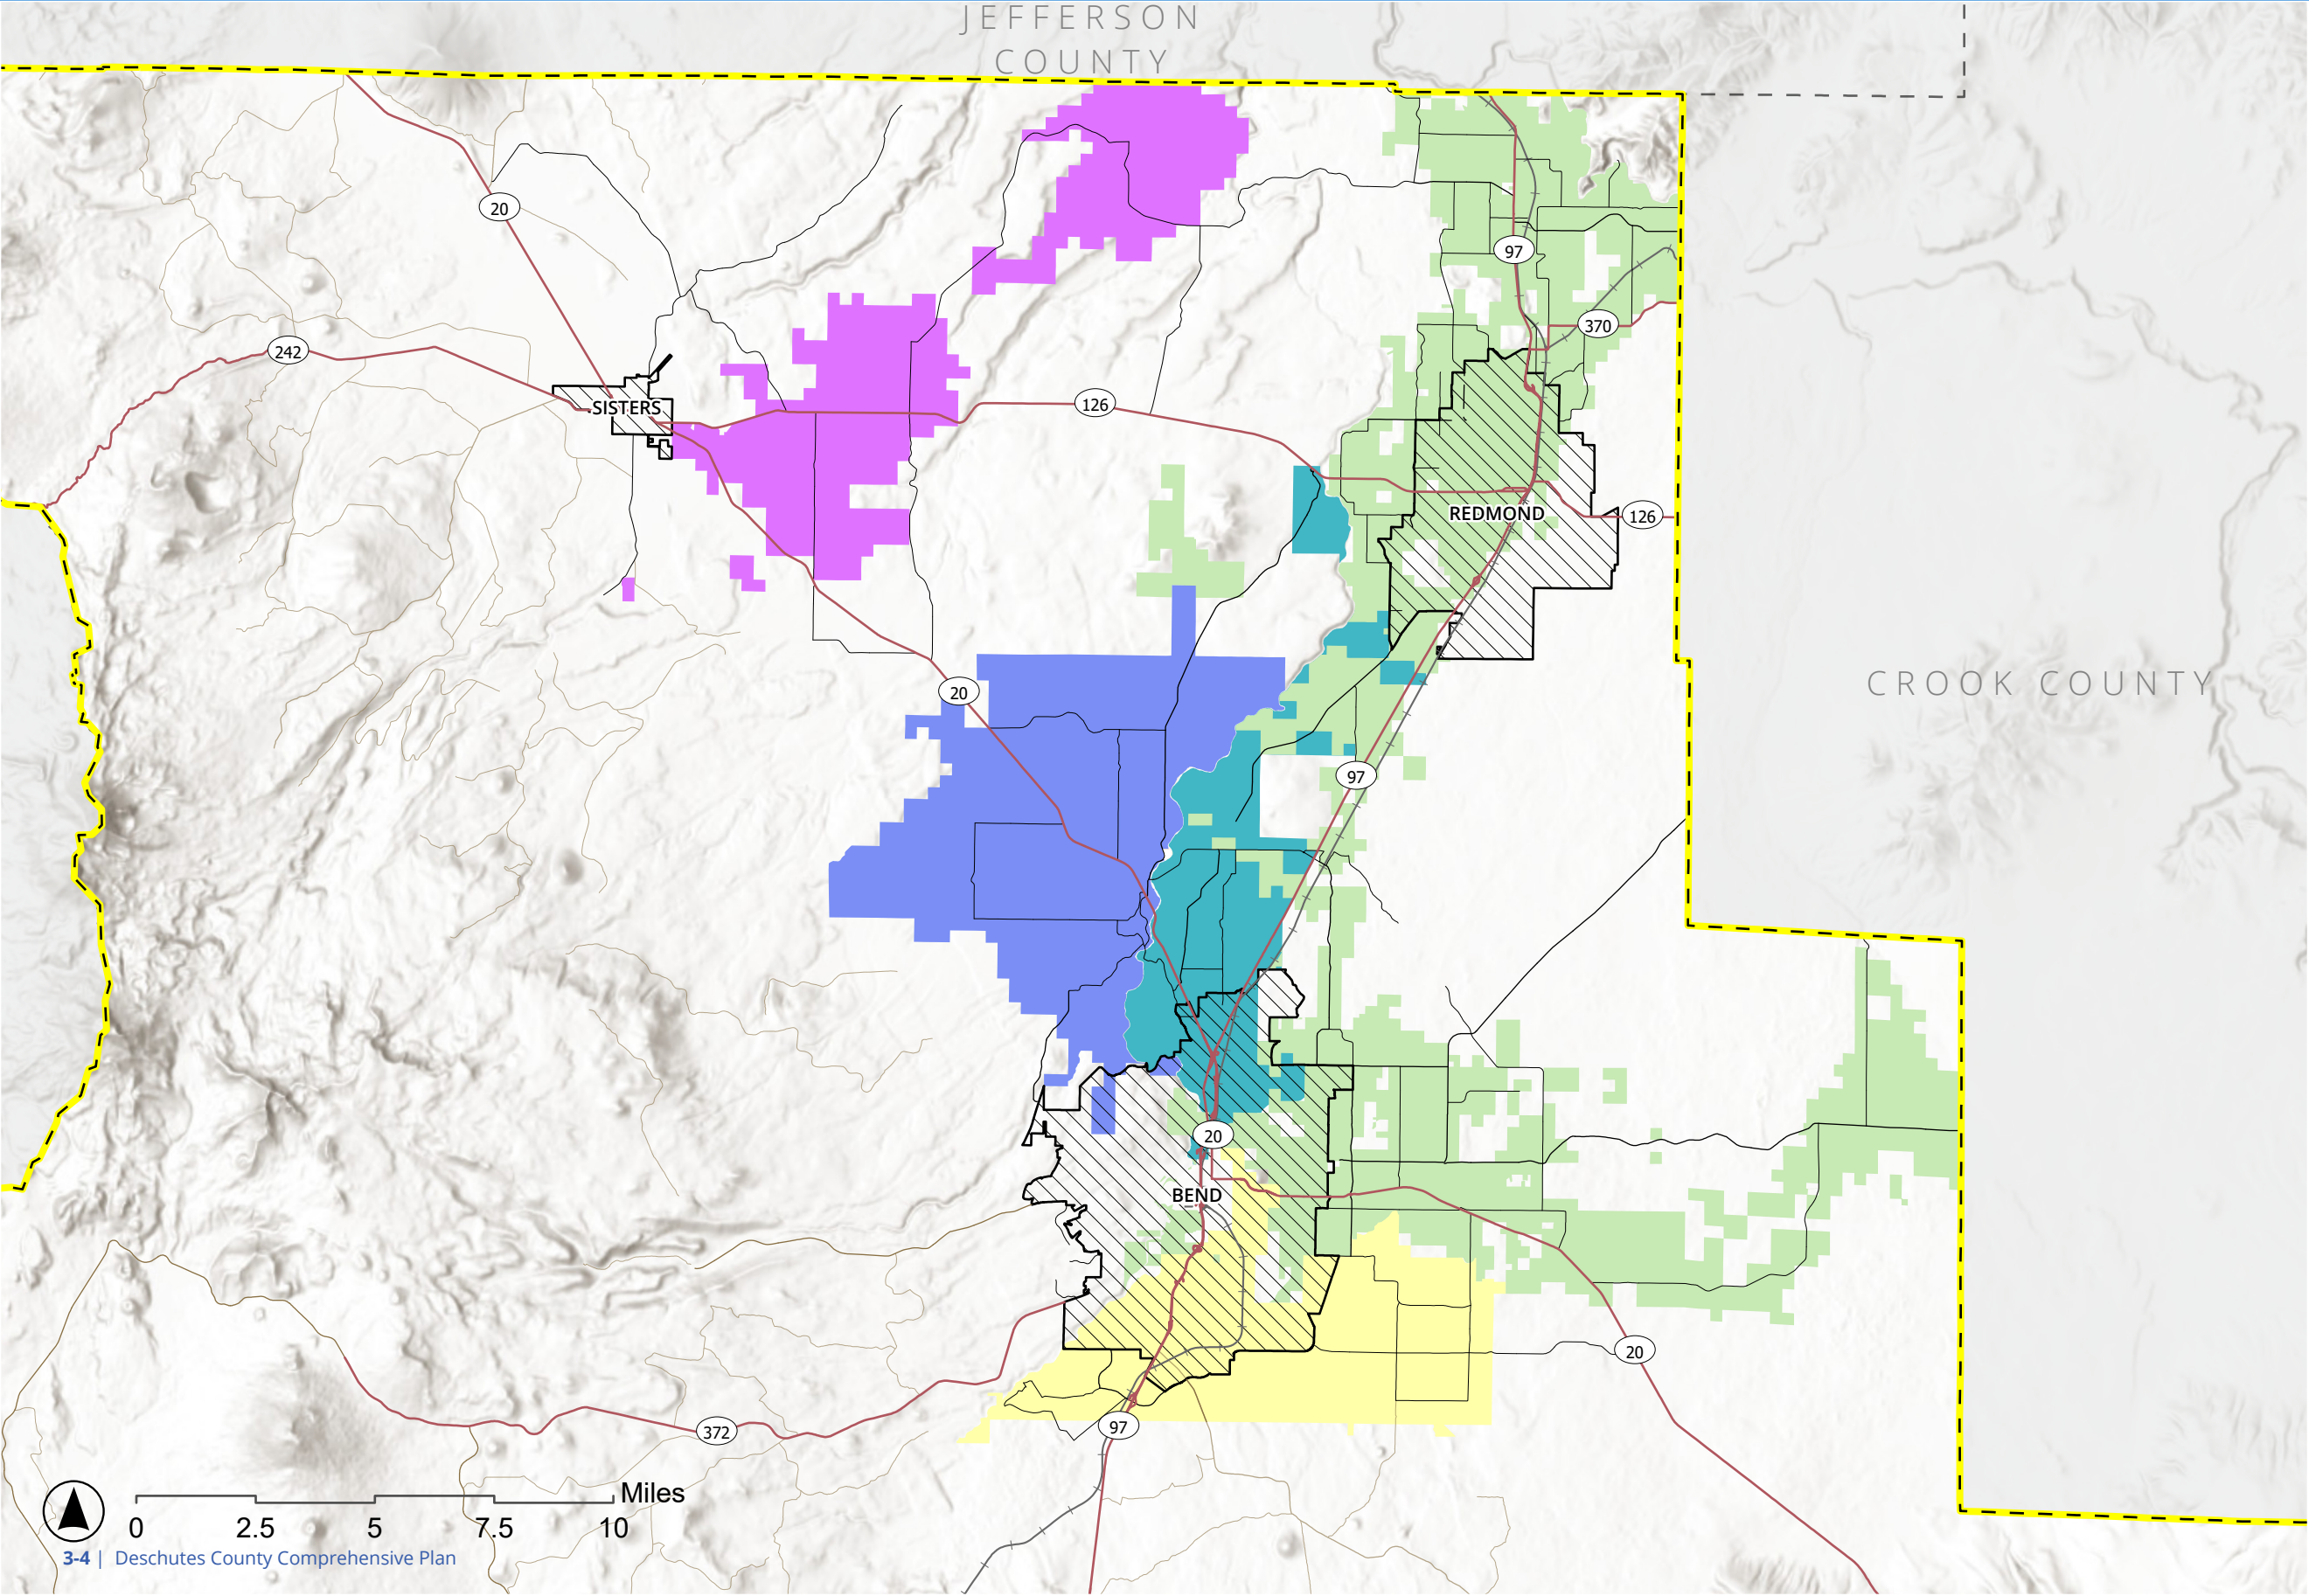 JEFFERSON
COUNTY
20
97
242
370
126
SISTERS
REDMOND
126
20
CROOK COUNTY
97
20
BEND
20
97
372
Miles
0 2.5 5 7.5 10
3-4 | Deschutes County Comprehensive Plan